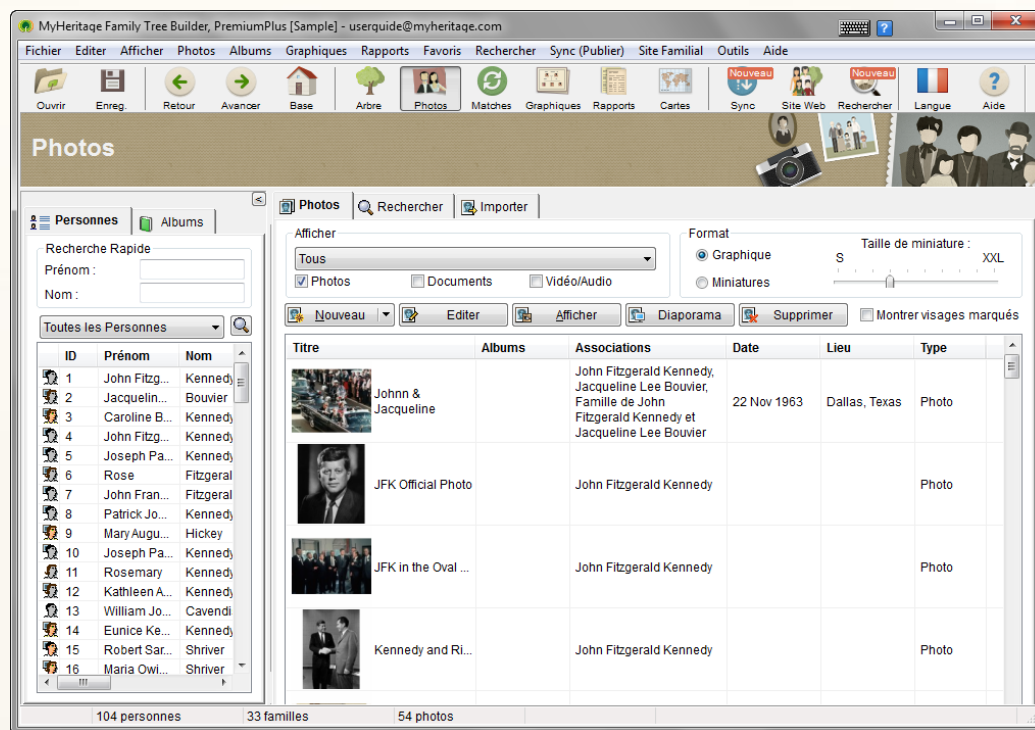 MyHeritage Family Tree Builder, PremiumPlus [Sample] - userguide@myheritage.com
Fichier Editer Afficher Photos Albums Graphiques Rapports Favoris Rechercher Sync (Publier) Site Familial Outils Aide
Nouveau Nouveau
Ouvrir Enreg. Retour Avancer Base Arbre Photos Matches Graphiques Rapports Cartes Sync Site Web Rechercher Langue Aide
Photos
Personnes Albums
Recherche Rapide
Prénom :
Nom :
Toutes les Personnes
ID Prénom Nom
1 John Fitzg... Kennedy
2 Jacquelin... Bouvier
3 Caroline B... Kennedy
4 John Fitzg... Kennedy
5 Joseph Pa... Kennedy
6 Rose Fitzgeral
7 John Fran... Fitzgeral
8 Patrick Jo... Kennedy
9 Mary Augu... Hickey
10 Joseph Pa... Kennedy
11 Rosemary Kennedy
12 Kathleen A... Kennedy
13 William Jo... Cavendi
14 Eunice Ke... Kennedy
15 Robert Sar... Shriver
16 Maria Owi... Shriver
Photos Rechercher Importer
Afficher
Tous
Photos Documents Vidéo/Audio
Format
Graphique
Miniatures
Taille de miniature :
S XXL
Nouveau Editer Afficher Diaporama Supprimer Montrer visages marqués
Titre Albums Associations Date Lieu Type
Johnn &
Jacqueline
John Fitzgerald Kennedy,
Jacqueline Lee Bouvier,
Famille de John
Fitzgerald Kennedy et
Jacqueline Lee Bouvier
22 Nov 1963 Dallas, Texas Photo
JFK Official Photo John Fitzgerald Kennedy Photo
JFK in the Oval ... John Fitzgerald Kennedy Photo
Kennedy and Ri... John Fitzgerald Kennedy Photo
104 personnes 33 familles 54 photos